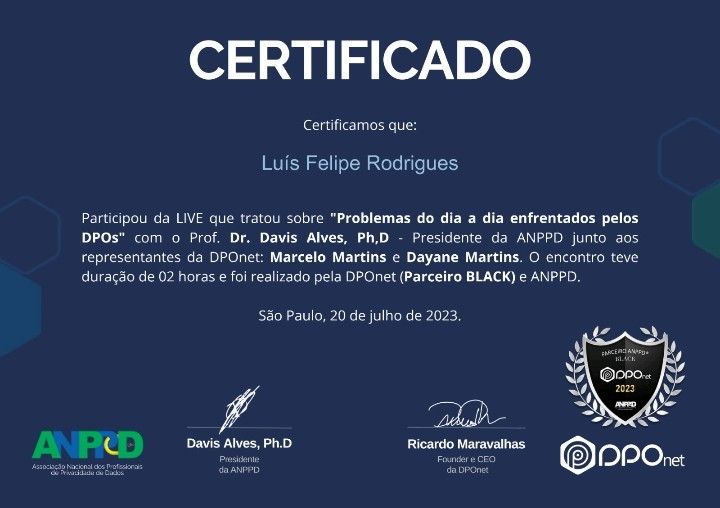 CERTIFICADO
Certificamos que:
Luís Felipe Rodrigues
Participou da LIVE que tratou sobre "Problemas do dia a dia enfrentados pelos
DPOs" com o Prof. Dr. Davis Alves, Ph,D - Presidente da ANPPD junto aos
representantes da DPOnet: Marcelo Martins e Dayane Martins. O encontro teve
duração de 02 horas e foi realizado pela DPOnet (Parceiro BLACK) e ANPPD.
São Paulo, 20 de julho de 2023.
PARCEIRO ANPPD
BLACK
DPOnet
2023
ANPPD
ANPPD
Associação Nacional dos Profissionais
de Privacidade de Dados
Davis Alves, Ph.D
Presidente
da ANPPD
Ricardo Maravalhas
Founder e CEO
da DPOnet
DPOnet